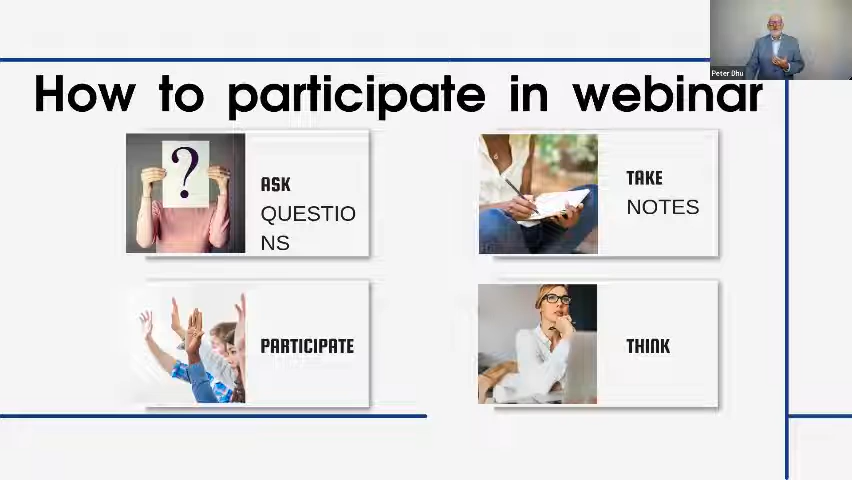 Peter Dhu
How to participate in webinar
?
ASK
QUESTIO
NS
TAKE
NOTES
PARTICIPATE
THINK